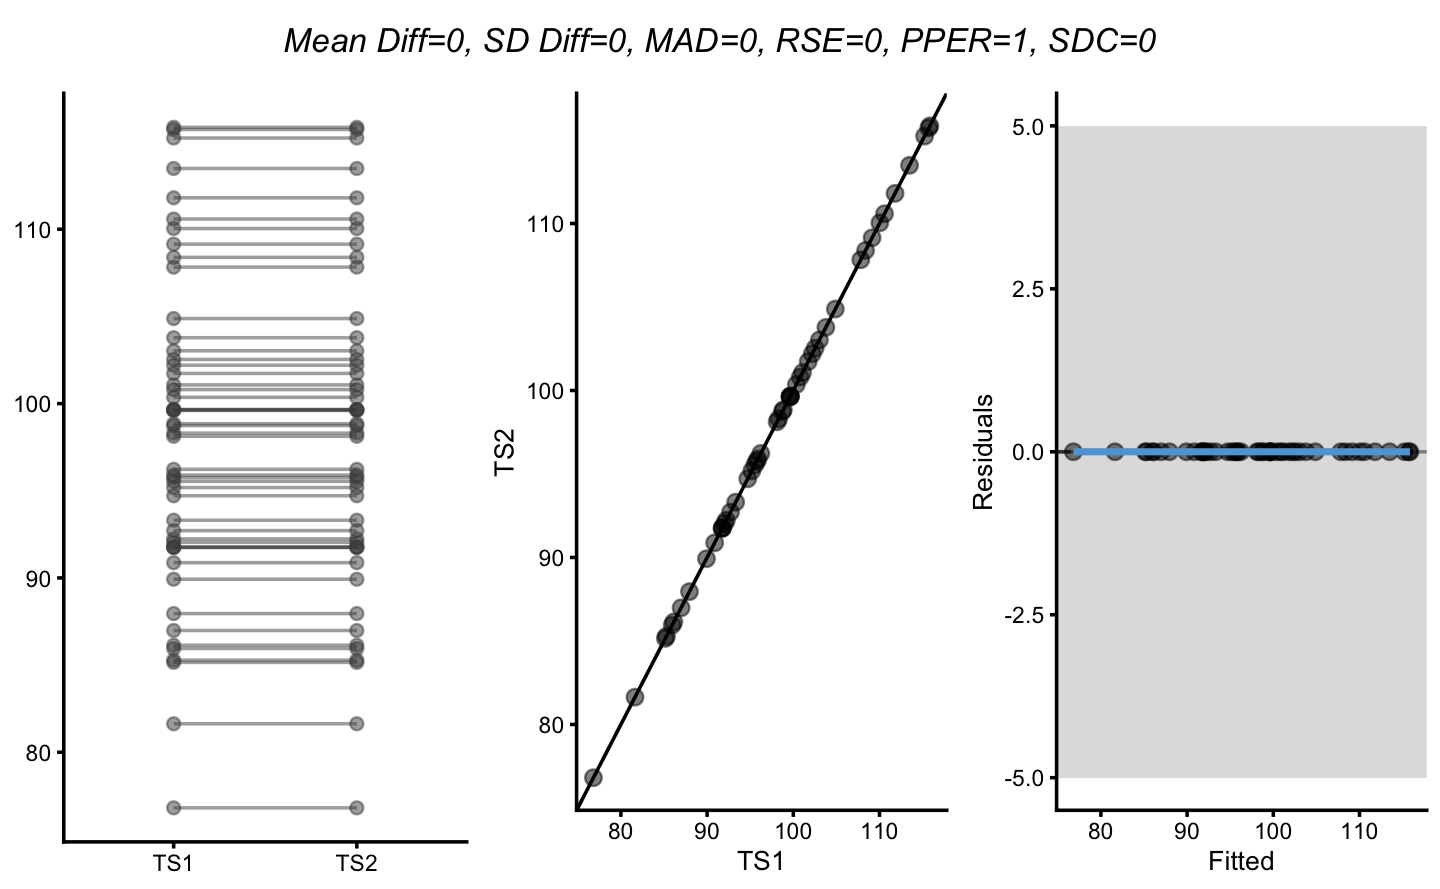 Mean Diff=0, SD Diff=0, MAD=0, RSE=0, PPER=1, SDC=0
110
100
90
80
TS1 TS2
TS2
110
100
90
80
80 90 100 110
TS1
Residuals
5.0
2.5
0.0
-2.5
-5.0
80 90 100 110
Fitted